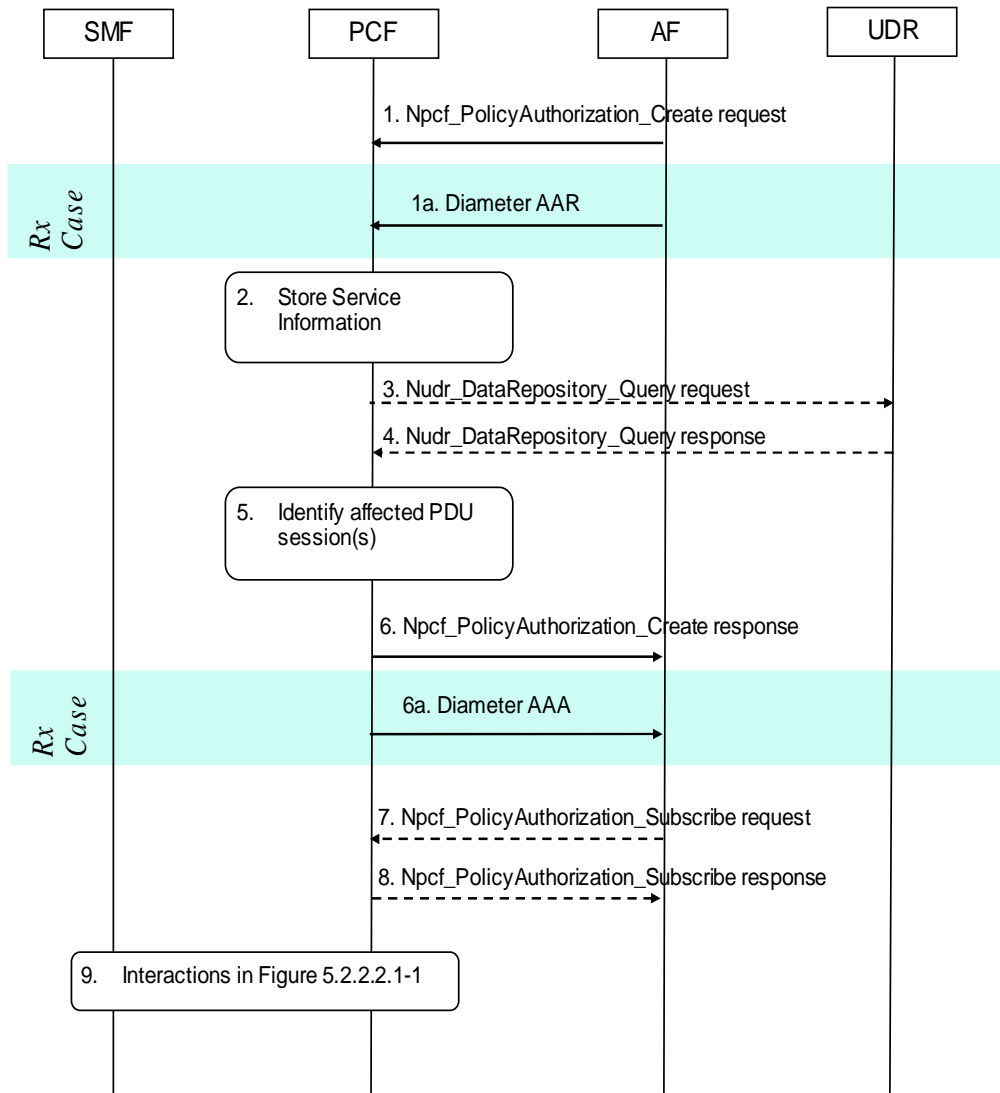 SMF
PCF
AF
UDR
1. Npcf_PolicyAuthorization_Create request
Rx
Case
1a. Diameter AAR
2. Store Service
Information
3. Nudr_DataRepository_Query request
4. Nudr_DataRepository_Query response
5. Identify affected PDU
session(s)
6. Npcf_PolicyAuthorization_Create response
Rx
Case
6a. Diameter AAA
7. Npcf_PolicyAuthorization_Subscribe request
8. Npcf_PolicyAuthorization_Subscribe response
9. Interactions in Figure 5.2.2.2.1-1